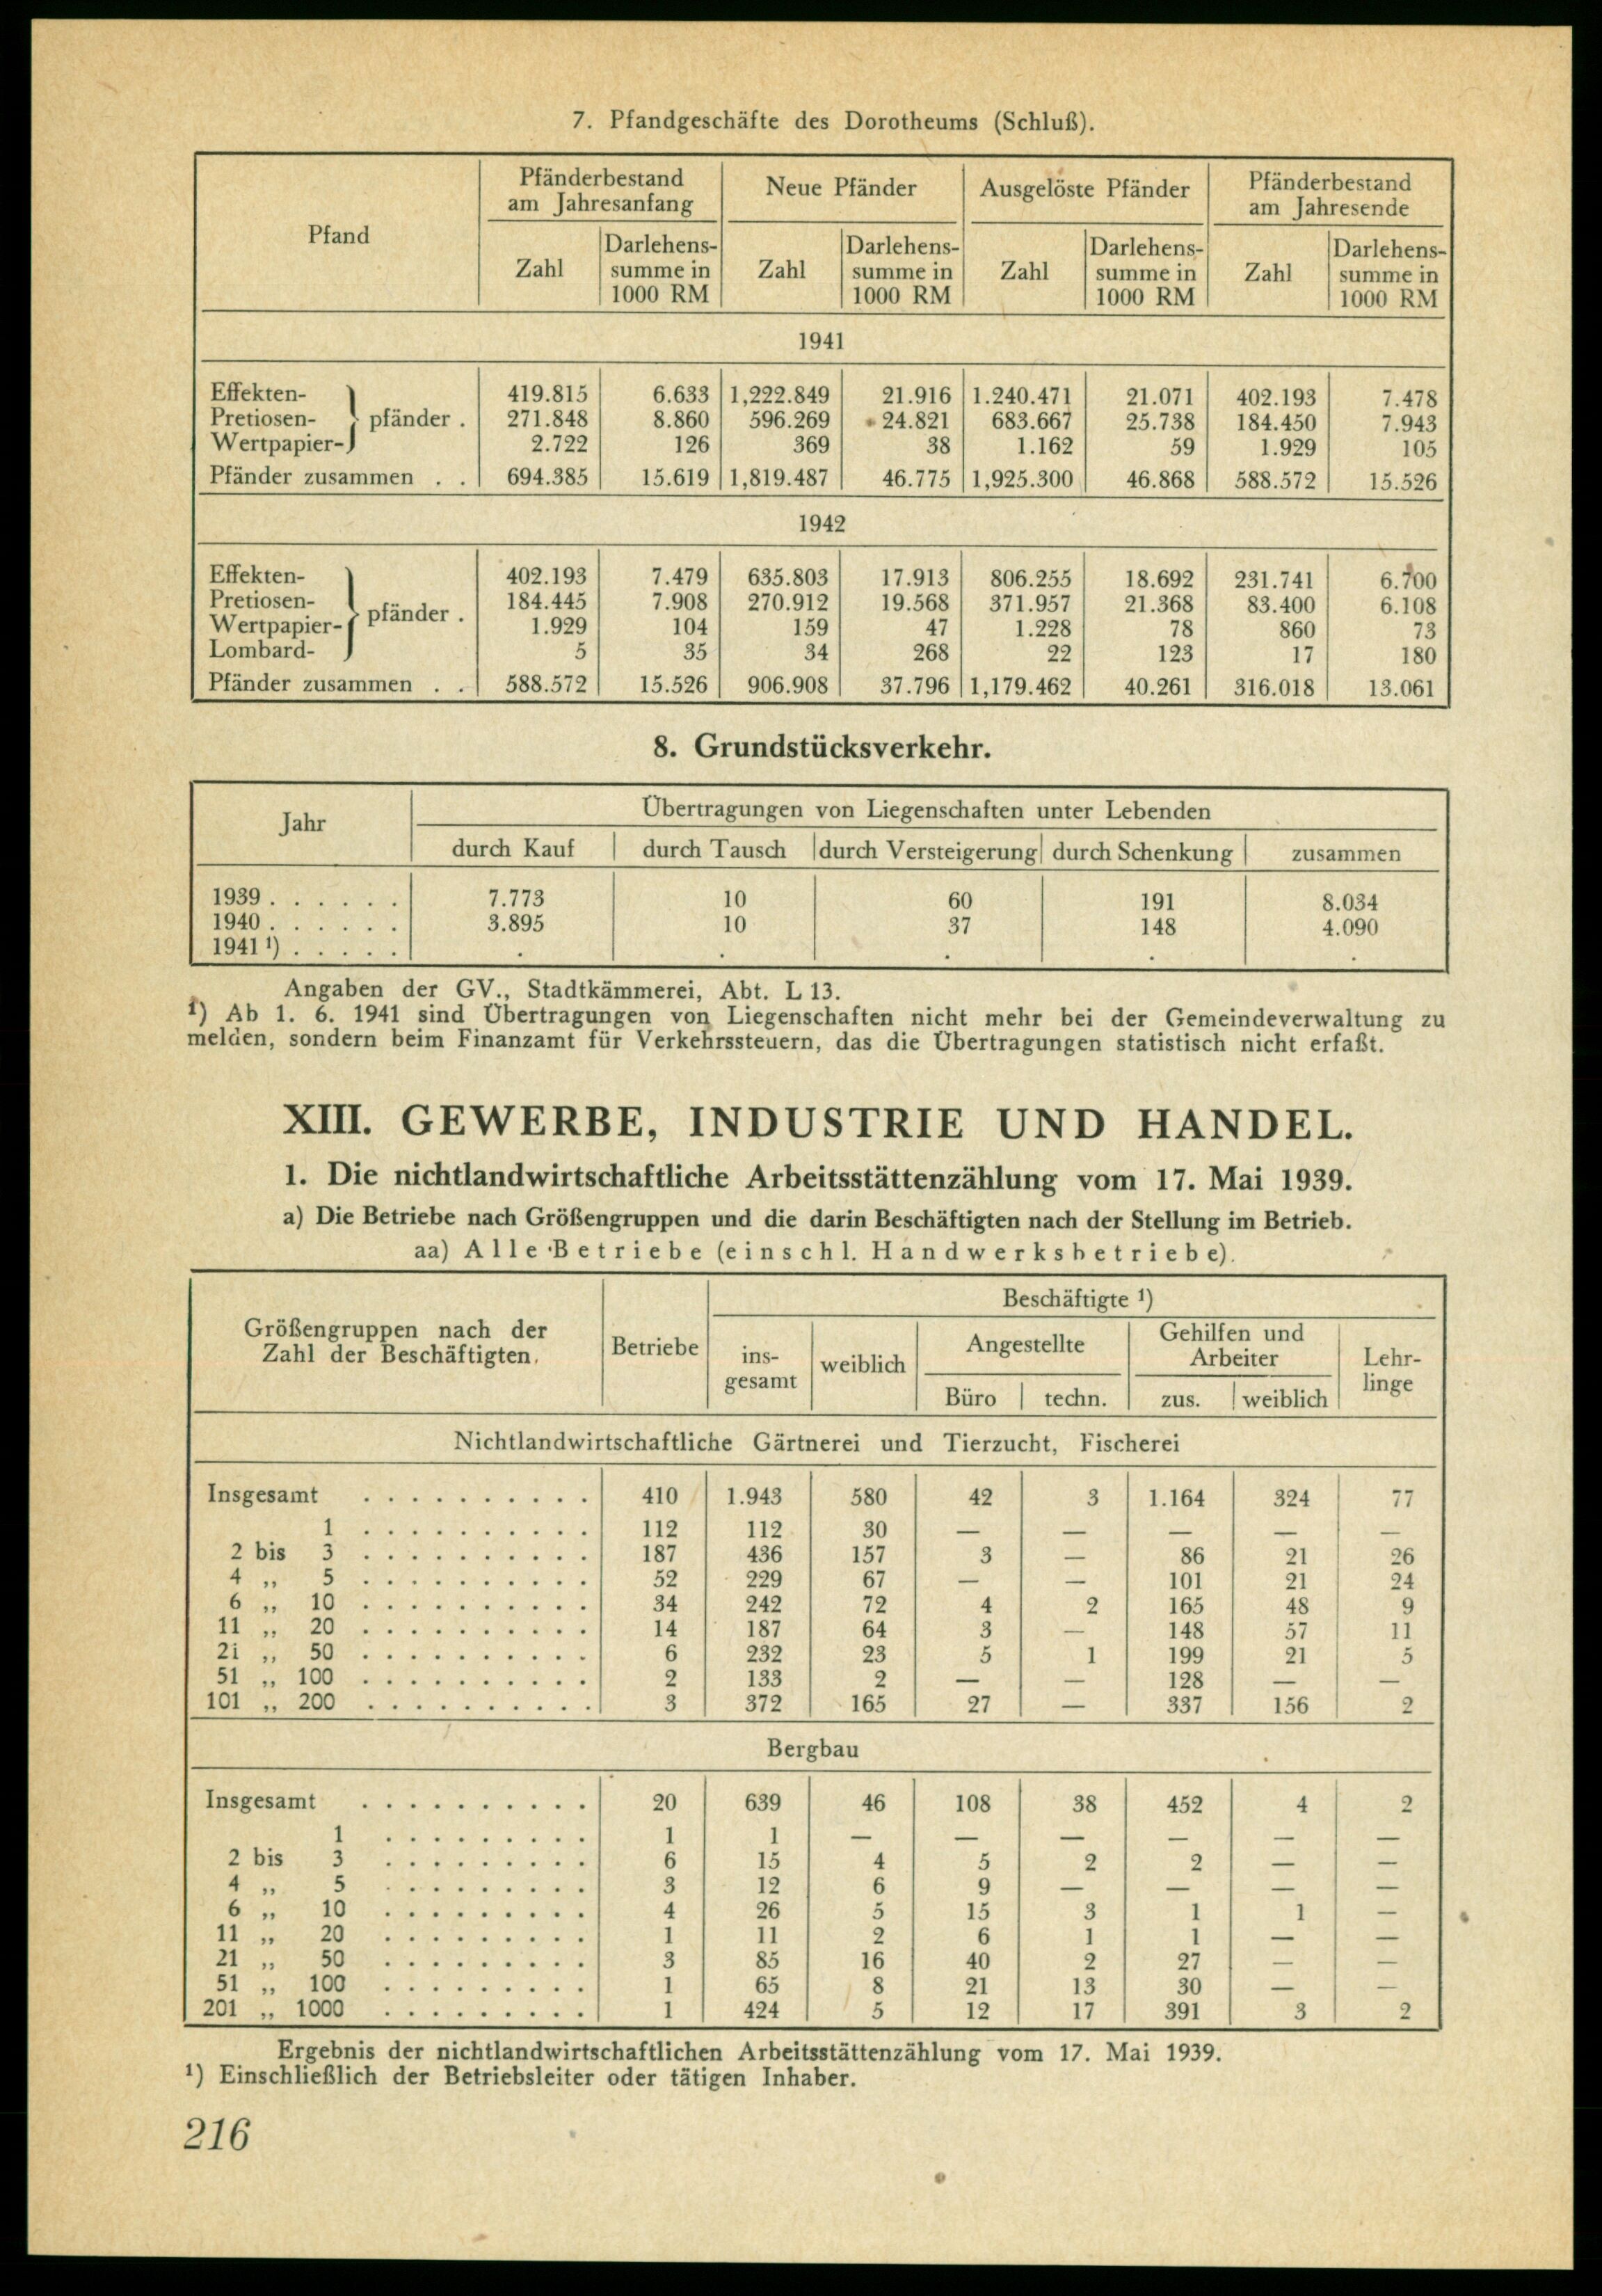 7. Pfandgeschäfte des Dorotheums (Schluß).
Pfand | Pfänderbestand am Jahresanfang | Neue Pfänder | Ausgelöste Pfänder | Pfänderbestand am Jahresende
Zahl | Darlehens-summe in 1000 RM | Zahl | Darlehens-summe in 1000 RM | Zahl | Darlehens-summe in 1000 RM | Zahl | Darlehens-summe in 1000 RM
1941
Effekten- 419.815 6.633 1,222.849 21.916 1.240.471 21.071 402.193 7.478
Pretiosen- pfänder . 271.848 8.860 596.269 24.821 683.667 25.738 184.450 7.943
Wertpapier- 2.722 126 369 38 1.162 59 1.929 105
Pfänder zusammen . . 694.385 15.619 1,819.487 46.775 1,925.300 46.868 588.572 15.526
1942
Effekten- 402.193 7.479 635.803 17.913 806.255 18.692 231.741 6.700
Pretiosen- 184.445 7.908 270.912 19.568 371.957 21.368 83.400 6.108
Wertpapier- pfänder . 1.929 104 159 47 1.228 78 860 73
Lombard- 5 35 34 268 22 123 17 180
Pfänder zusammen . . 588.572 15.526 906.908 37.796 1,179.462 40.261 316.018 13.061
8. Grundstücksverkehr.
Jahr | Übertragungen von Liegenschaften unter Lebenden
durch Kauf | durch Tausch | durch Versteigerung | durch Schenkung | zusammen
1939 . . . . . . 7.773 10 60 191 8.034
1940 . . . . . . 3.895 10 37 148 4.090
1941 ¹) . . . . . . . . . .
Angaben der GV., Stadtkämmerei, Abt. L 13.
¹) Ab 1. 6. 1941 sind Übertragungen von Liegenschaften nicht mehr bei der Gemeindeverwaltung zu
melden, sondern beim Finanzamt für Verkehrssteuern, das die Übertragungen statistisch nicht erfaßt.
XIII. GEWERBE, INDUSTRIE UND HANDEL.
1. Die nichtlandwirtschaftliche Arbeitsstättenzählung vom 17. Mai 1939.
a) Die Betriebe nach Größengruppen und die darin Beschäftigten nach der Stellung im Betrieb.
aa) Alle Betriebe (einschl. Handwerksbetriebe).
Größengruppen nach der Zahl der Beschäftigten. | Betriebe | Beschäftigte ¹)
ins-gesamt | weiblich | Angestellte | Gehilfen und Arbeiter | Lehr-linge
Büro | techn. | zus. | weiblich
Nichtlandwirtschaftliche Gärtnerei und Tierzucht, Fischerei
Insgesamt . . . . . . . . . . 410 1.943 580 42 3 1.164 324 77
1 . . . . . . . . . . 112 112 30 — — — — —
2 bis 3 . . . . . . . . . . 187 436 157 3 — 86 21 26
4 „ 5 . . . . . . . . . . 52 229 67 — — 101 21 24
6 „ 10 . . . . . . . . . . 34 242 72 4 2 165 48 9
11 „ 20 . . . . . . . . . . 14 187 64 3 — 148 57 11
21 „ 50 . . . . . . . . . . 6 232 23 5 1 199 21 5
51 „ 100 . . . . . . . . . . 2 133 2 — — 128 — —
101 „ 200 . . . . . . . . . . 3 372 165 27 — 337 156 2
Bergbau
Insgesamt . . . . . . . . . . 20 639 46 108 38 452 4 2
1 . . . . . . . . . 1 1 — — — — — —
2 bis 3 . . . . . . . . . 6 15 4 5 2 2 — —
4 „ 5 . . . . . . . . . 3 12 6 9 — — — —
6 „ 10 . . . . . . . . . 4 26 5 15 3 1 1 —
11 „ 20 . . . . . . . . . 1 11 2 6 1 1 — —
21 „ 50 . . . . . . . . . 3 85 16 40 2 27 — —
51 „ 100 . . . . . . . . . 1 65 8 21 13 30 — —
201 „ 1000 . . . . . . . . . 1 424 5 12 17 391 3 2
Ergebnis der nichtlandwirtschaftlichen Arbeitsstättenzählung vom 17. Mai 1939.
¹) Einschließlich der Betriebsleiter oder tätigen Inhaber.
216